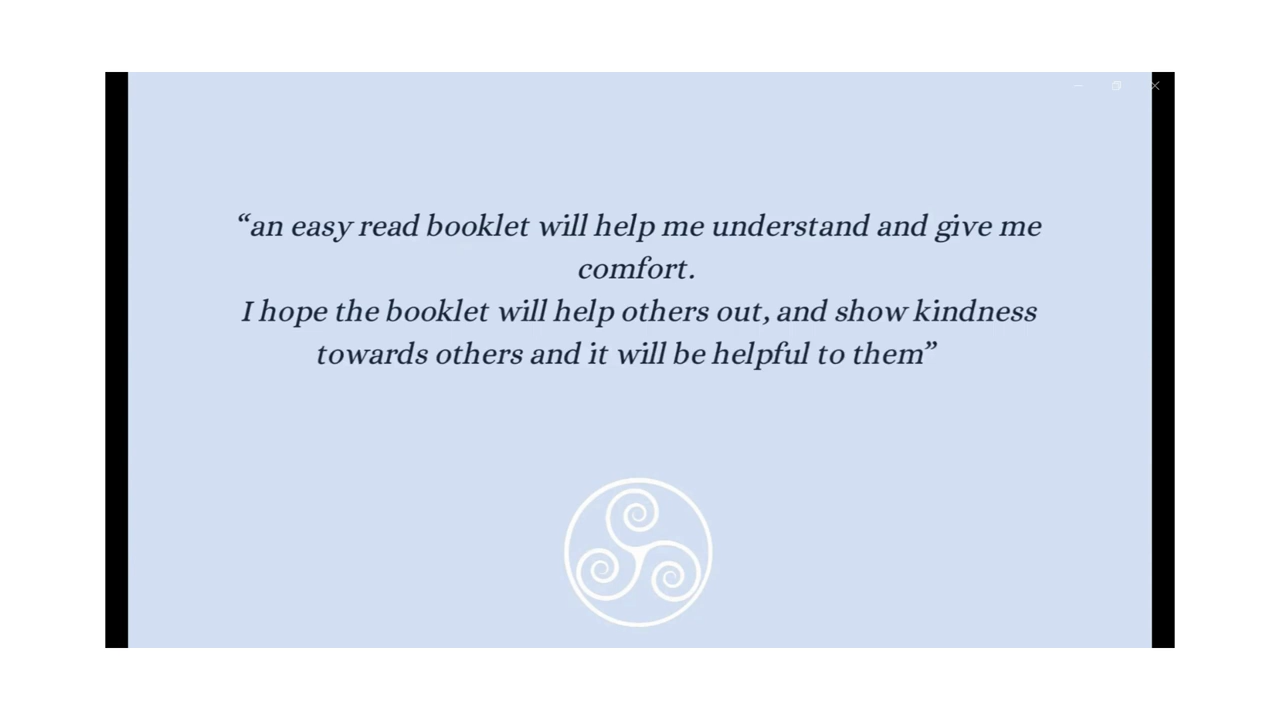 “an easy read booklet will help me understand and give me
comfort.
I hope the booklet will help others out, and show kindness
towards others and it will be helpful to them”